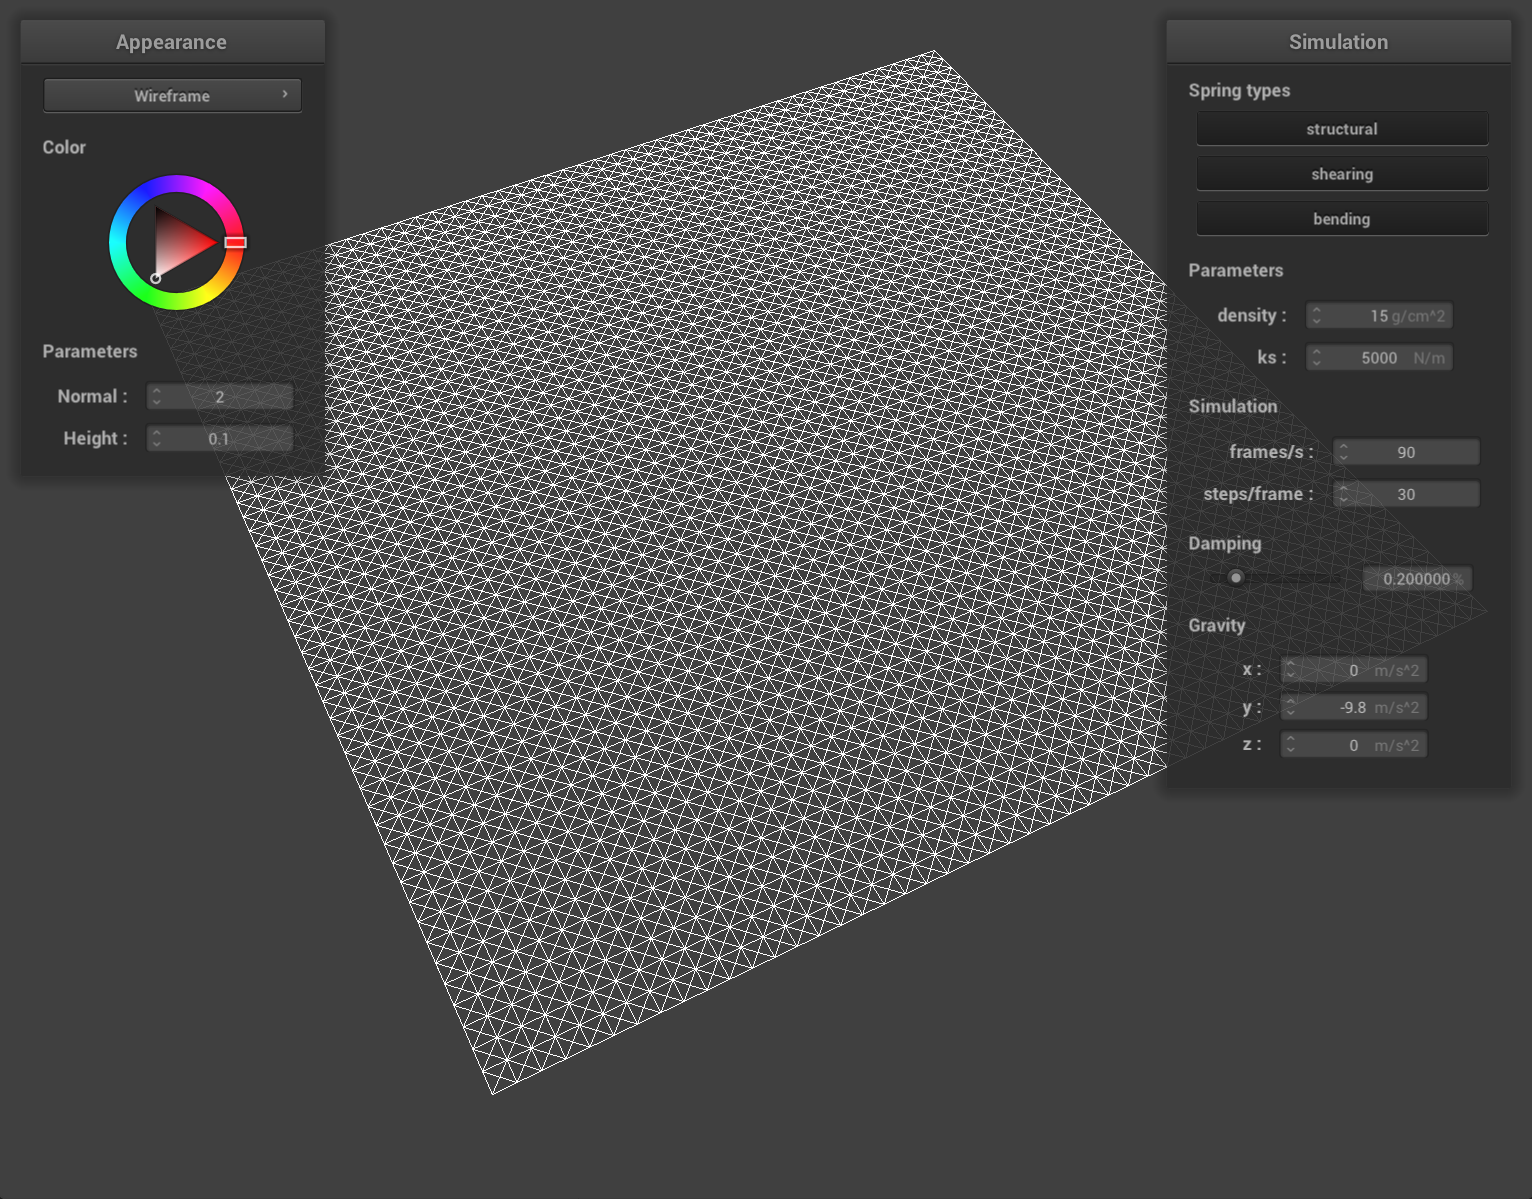 Appearance
Wireframe
Color
Parameters
Normal : 2
Height : 0.1
Simulation
Spring types
structural
shearing
bending
Parameters
density : 15 g/cm^2
ks : 5000 N/m
Simulation
frames/s : 90
steps/frame : 30
Damping
0.200000 %
Gravity
x : 0 m/s^2
y : -9.8 m/s^2
z : 0 m/s^2